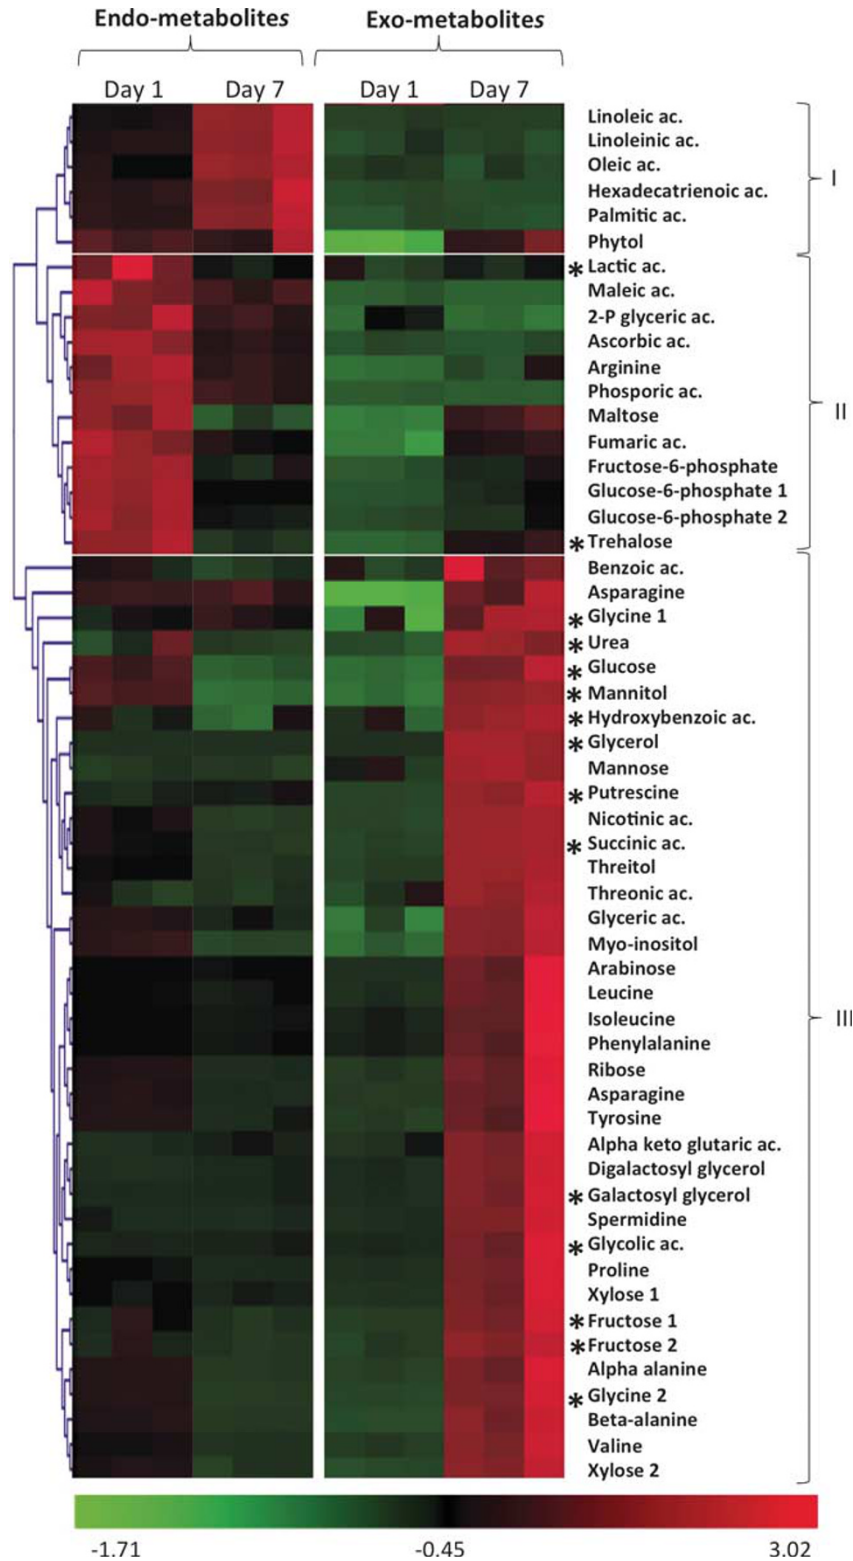 Endo-metabolites Exo-metabolites
Day 1 Day 7 Day 1 Day 7
Linoleic ac.
Linoleinic ac.
Oleic ac.
Hexadecatrienoic ac.
Palmitic ac.
Phytol
I
* Lactic ac.
Maleic ac.
2-P glyceric ac.
Ascorbic ac.
Arginine
Phosporic ac.
Maltose
II
Fumaric ac.
Fructose-6-phosphate
Glucose-6-phosphate 1
Glucose-6-phosphate 2
* Trehalose
Benzoic ac.
Asparagine
* Glycine 1
* Urea
* Glucose
* Mannitol
* Hydroxybenzoic ac.
* Glycerol
Mannose
* Putrescine
Nicotinic ac.
* Succinic ac.
Threitol
Threonic ac.
Glyceric ac.
Myo-inositol
Arabinose
Leucine
Isoleucine
III
Phenylalanine
Ribose
Asparagine
Tyrosine
Alpha keto glutaric ac.
Digalactosyl glycerol
* Galactosyl glycerol
Spermidine
* Glycolic ac.
Proline
Xylose 1
* Fructose 1
* Fructose 2
Alpha alanine
* Glycine 2
Beta-alanine
Valine
Xylose 2
-1.71 -0.45 3.02